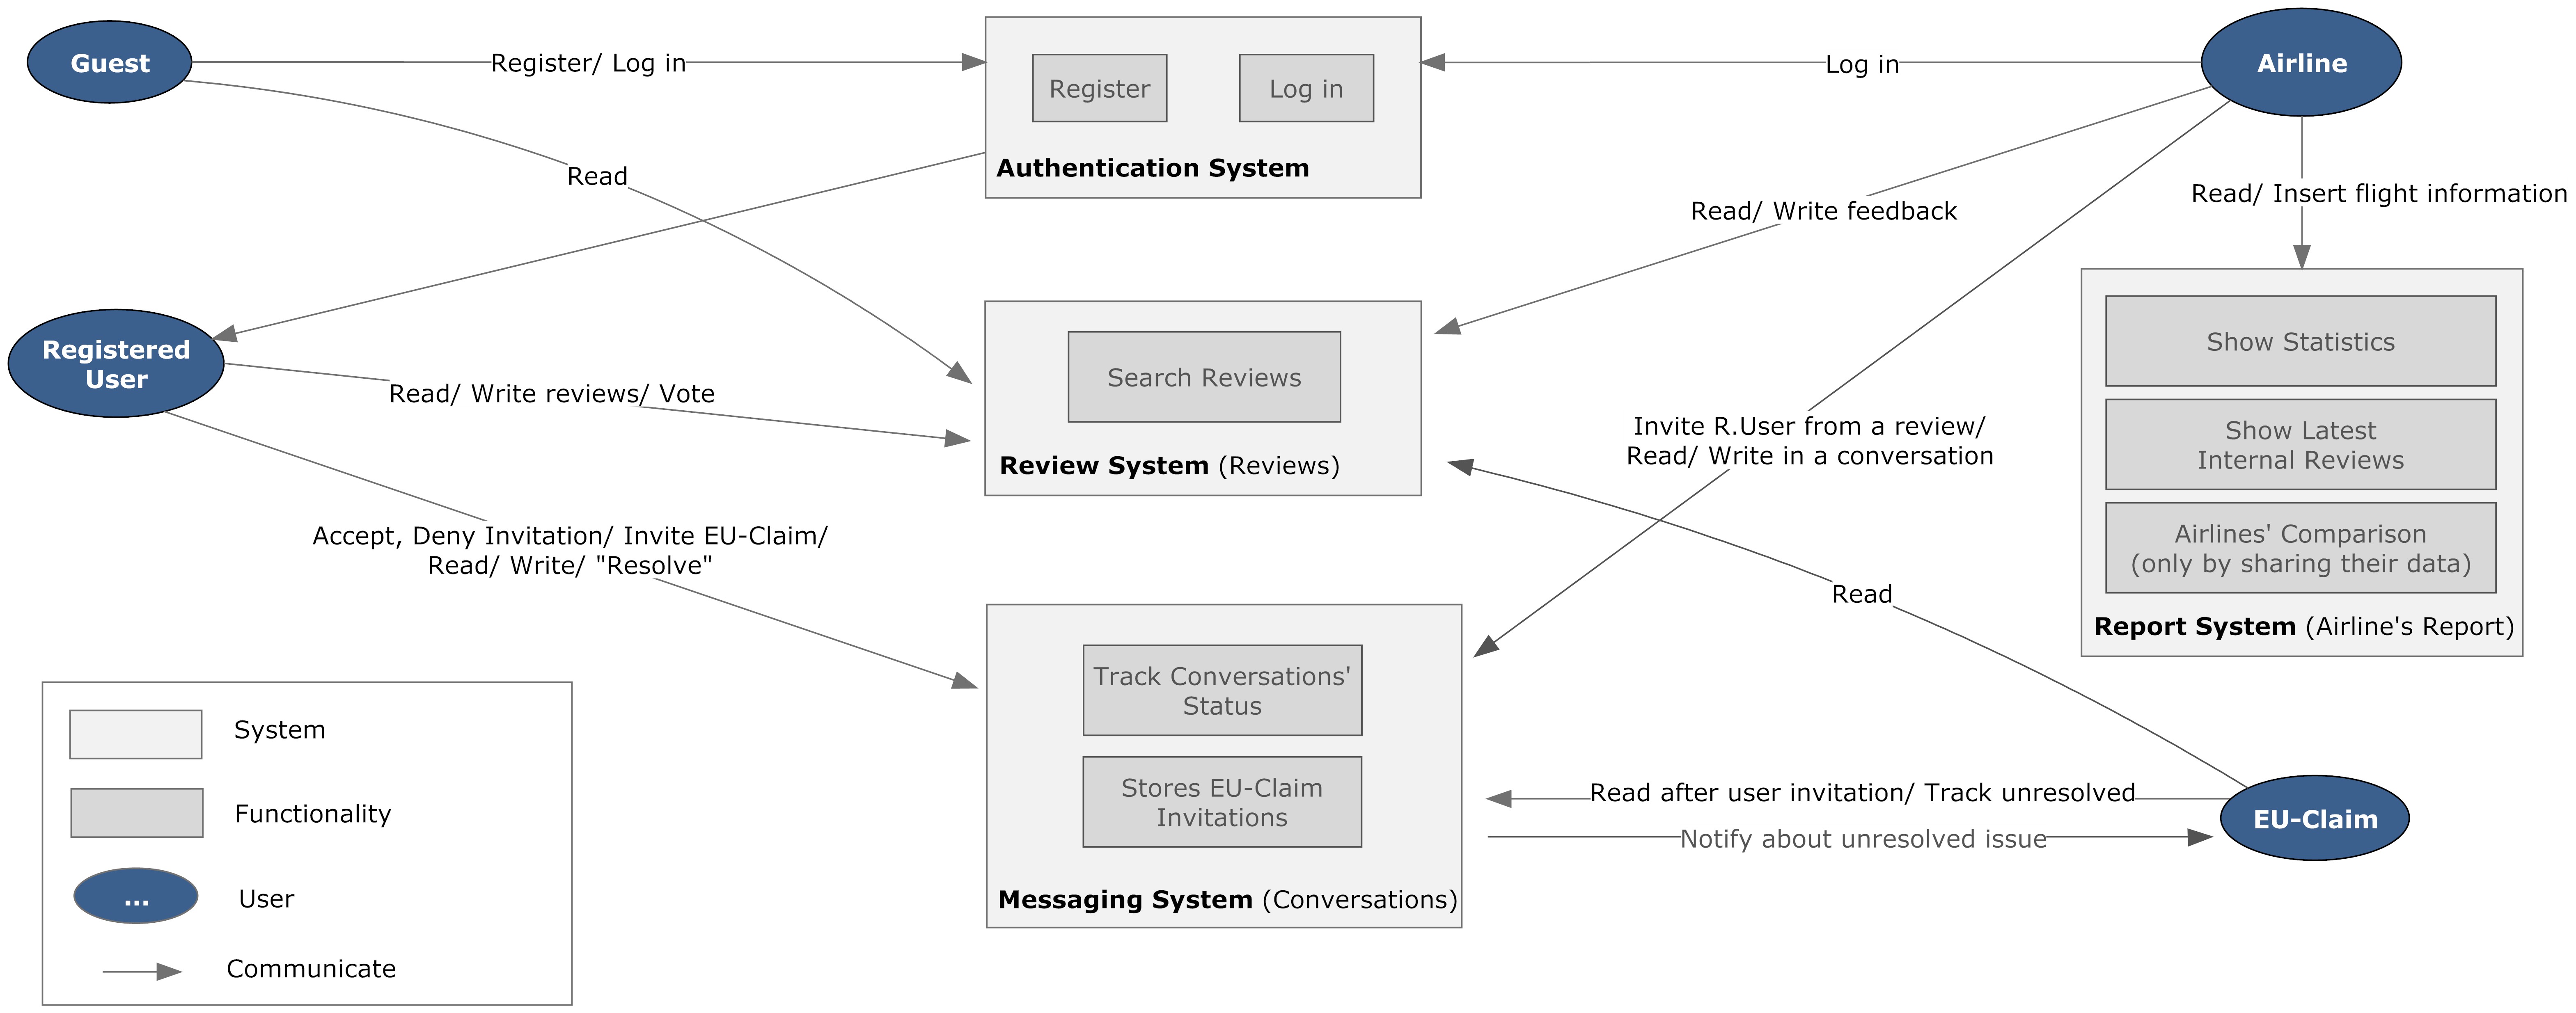 Guest
Register/ Log in
Register
Log in
Authentication System
Log in
Airline
Read
Read/ Write feedback
Read/ Insert flight information
Registered
User
Read/ Write reviews/ Vote
Search Reviews
Review System (Reviews)
Invite R.User from a review/
Read/ Write in a conversation
Show Statistics
Show Latest
Internal Reviews
Airlines' Comparison
(only by sharing their data)
Report System (Airline's Report)
Accept, Deny Invitation/ Invite EU-Claim/
Read/ Write/ "Resolve"
Read
Track Conversations'
Status
Stores EU-Claim
Invitations
Messaging System (Conversations)
Read after user invitation/ Track unresolved
Notify about unresolved issue
EU-Claim
System
Functionality
...
User
Communicate